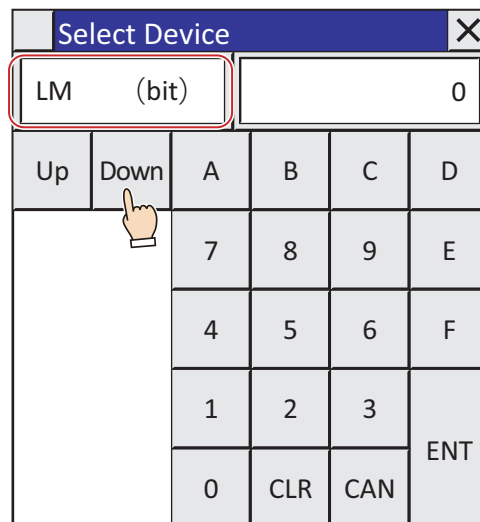 Select Device X
LM (bit) 0
Up Down A B C D
7 8 9 E
4 5 6 F
1 2 3
ENT
0 CLR CAN